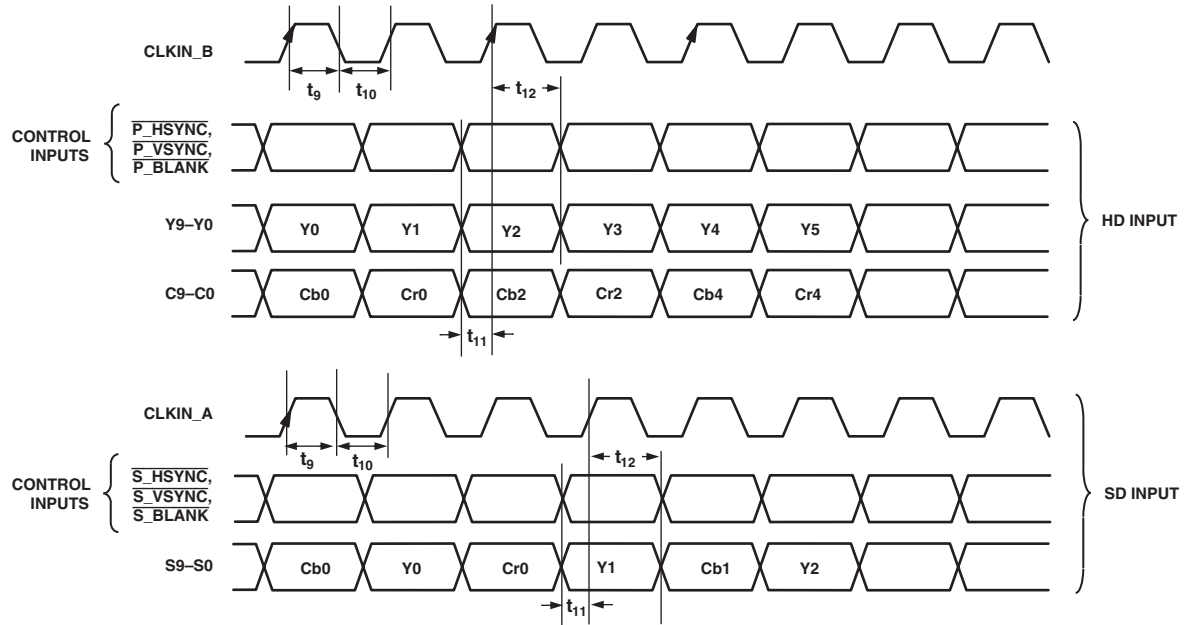 CLKIN_B
t9
t10
t12
CONTROL
INPUTS
P_HSYNC,
P_VSYNC,
P_BLANK
Y9–Y0
Y0
Y1
Y2
Y3
Y4
Y5
HD INPUT
C9–C0
Cb0
Cr0
Cb2
Cr2
Cb4
Cr4
t11
CLKIN_A
t9
t10
t12
CONTROL
INPUTS
S_HSYNC,
S_VSYNC,
S_BLANK
SD INPUT
S9–S0
Cb0
Y0
Cr0
Y1
Cb1
Y2
t11